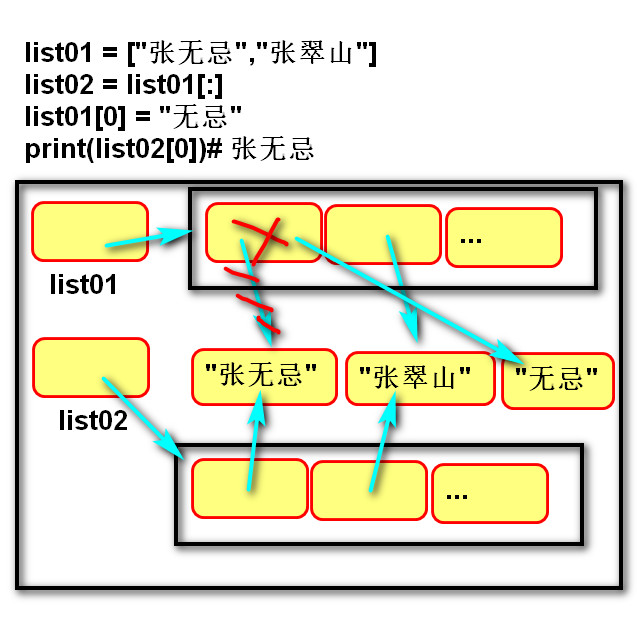 list01 = ["张无忌","张翠山"]
list02 = list01[:]
list01[0] = "无忌"
print(list02[0])# 张无忌
...
list01
"张无忌" "张翠山" "无忌"
list02
...